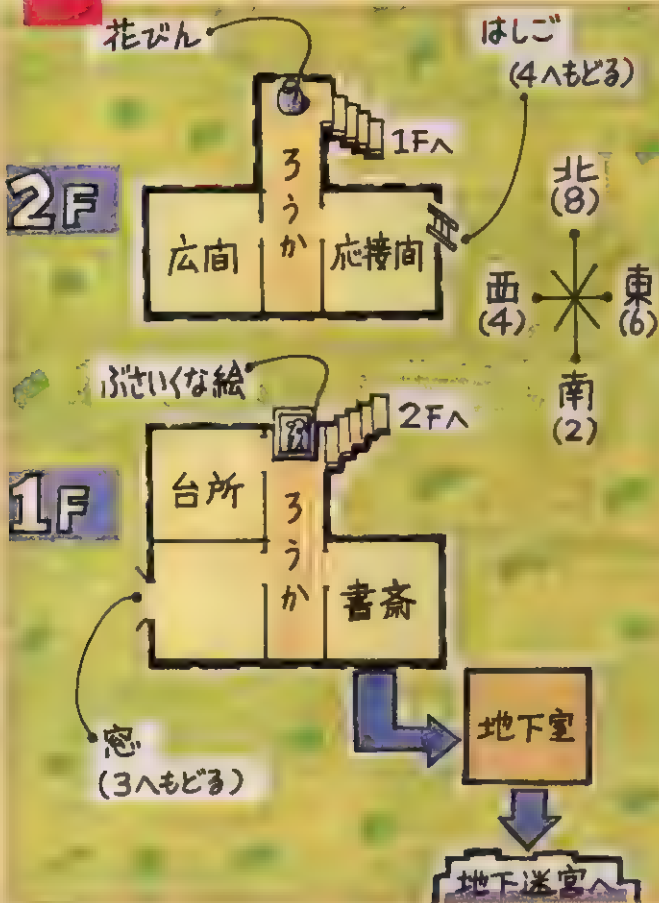 花びん
はしご
(4へもどる)
1Fへ
2F
ろうか
広間
応接間
北
(8)
西
(4)
東
(6)
南
(2)
ぶさいくな絵
2Fへ
1F
台所
ろうか
書斎
窓
(3へもどる)
地下室
地下迷宮へ